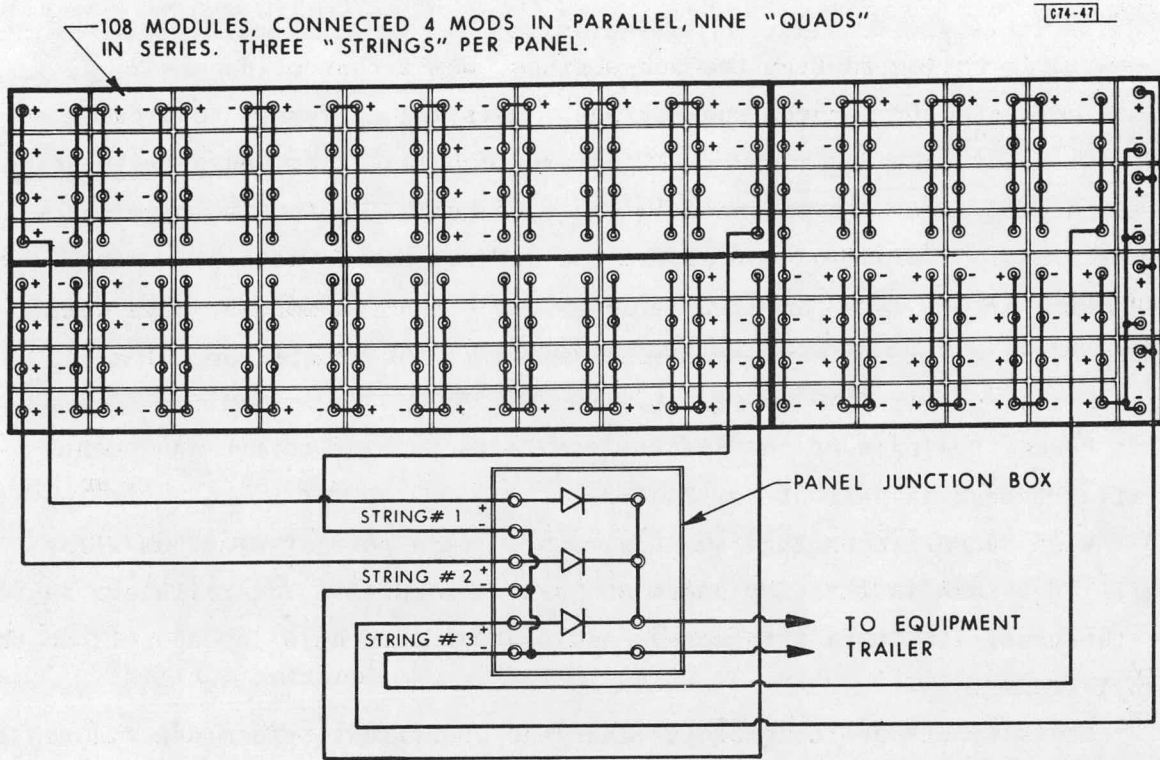 C74-47
108 MODULES, CONNECTED 4 MODS IN PARALLEL, NINE "QUADS"
IN SERIES. THREE "STRINGS" PER PANEL.
PANEL JUNCTION BOX
STRING# 1
+
-
STRING # 2
+
-
STRING #3
+
-
TO EQUIPMENT
TRAILER